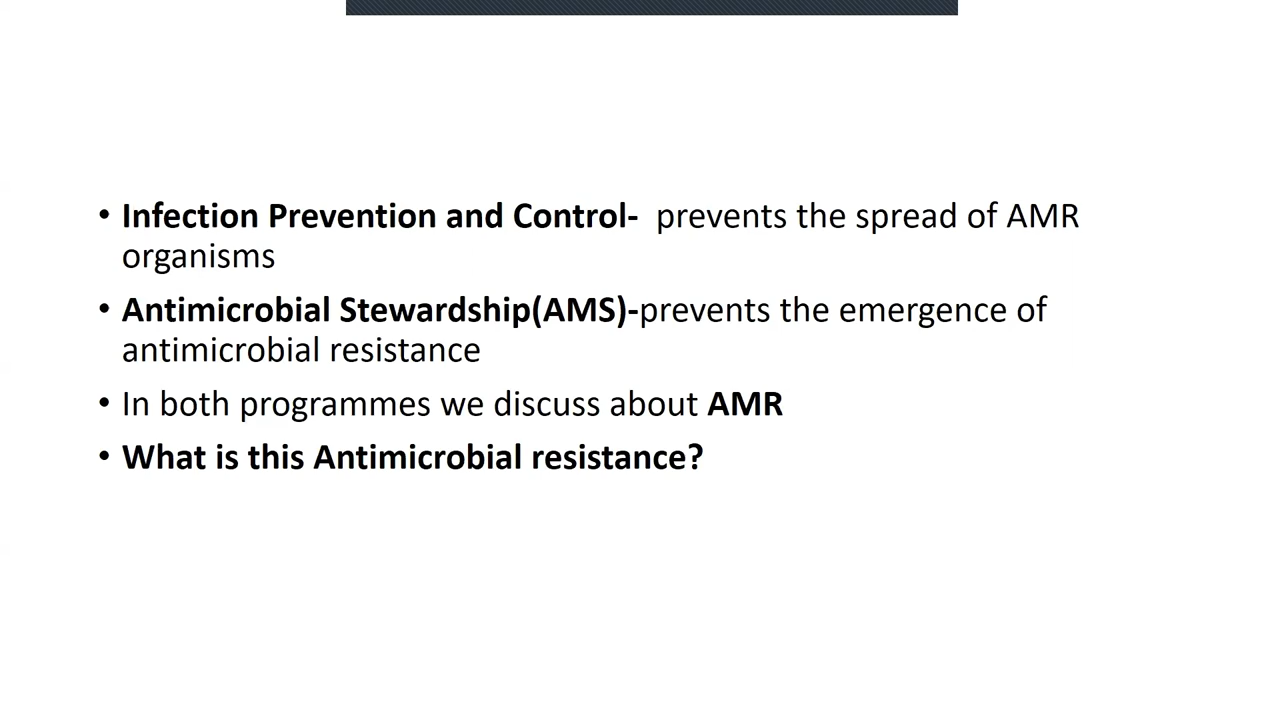 • Infection Prevention and Control-  prevents the spread of AMR
organisms
• Antimicrobial Stewardship(AMS)-prevents the emergence of
antimicrobial resistance
• In both programmes we discuss about AMR
• What is this Antimicrobial resistance?